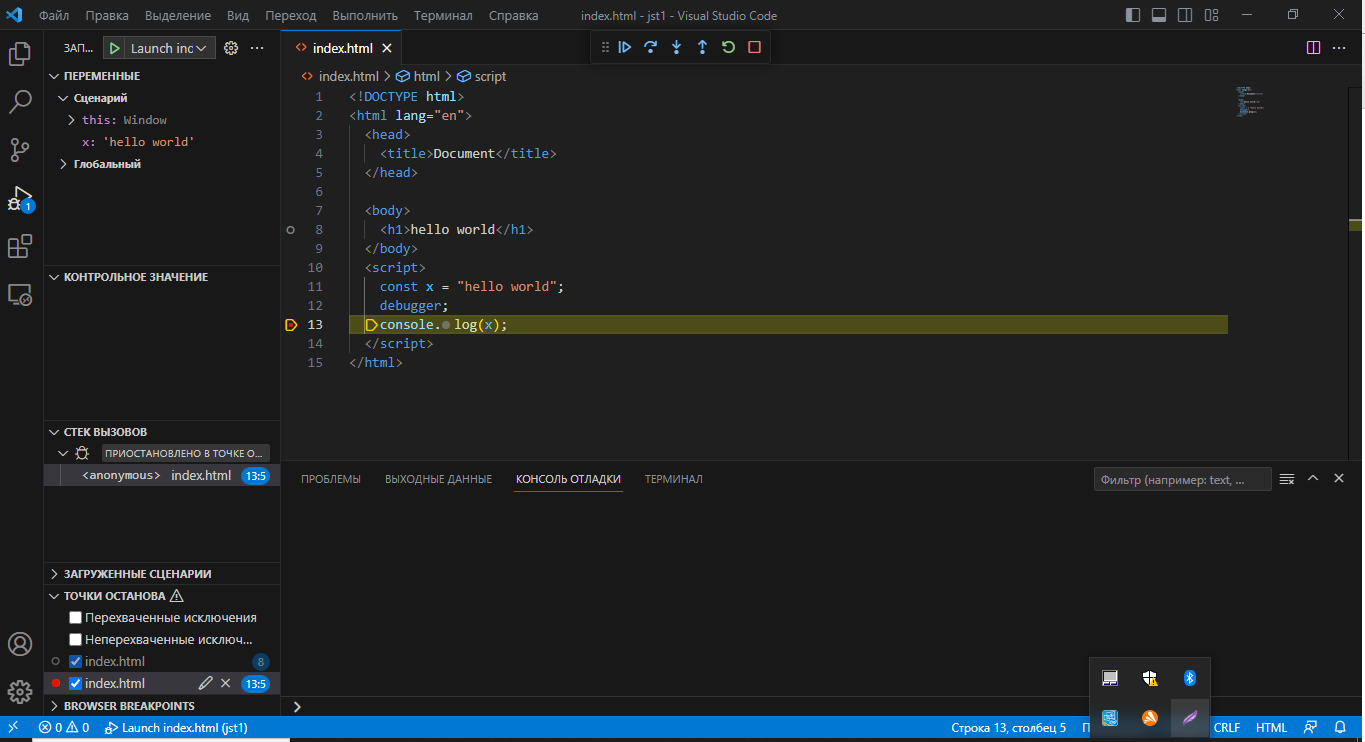 Файл Правка Выделение Вид Переход Выполнить Терминал Справка index.html - jst1 - Visual Studio Code
ЗАП... Launch inc
index.html
ПЕРЕМЕННЫЕ
Сценарий
this: Window
x: 'hello world'
Глобальный
КОНТРОЛЬНОЕ ЗНАЧЕНИЕ
СТЕК ВЫЗОВОВ
ПРИОСТАНОВЛЕНО В ТОЧКЕ О...
<anonymous> index.html 13:5
ЗАГРУЖЕННЫЕ СЦЕНАРИИ
ТОЧКИ ОСТАНОВА
Перехваченные исключения
Неперехваченные исключ...
index.html 8
index.html 13:5
BROWSER BREAKPOINTS
1
index.html > html > script
1 <!DOCTYPE html>
2 <html lang="en">
3 <head>
4 <title>Document</title>
5 </head>
6
7 <body>
8 <h1>hello world</h1>
9 </body>
10 <script>
11 const x = "hello world";
12 debugger;
13 console.log(x);
14 </script>
15 </html>
ПРОБЛЕМЫ ВЫХОДНЫЕ ДАННЫЕ КОНСОЛЬ ОТЛАДКИ ТЕРМИНАЛ Фильтр (например: text, ...
0 0 Launch index.html (jst1) Строка 13, столбец 5 CRLF HTML